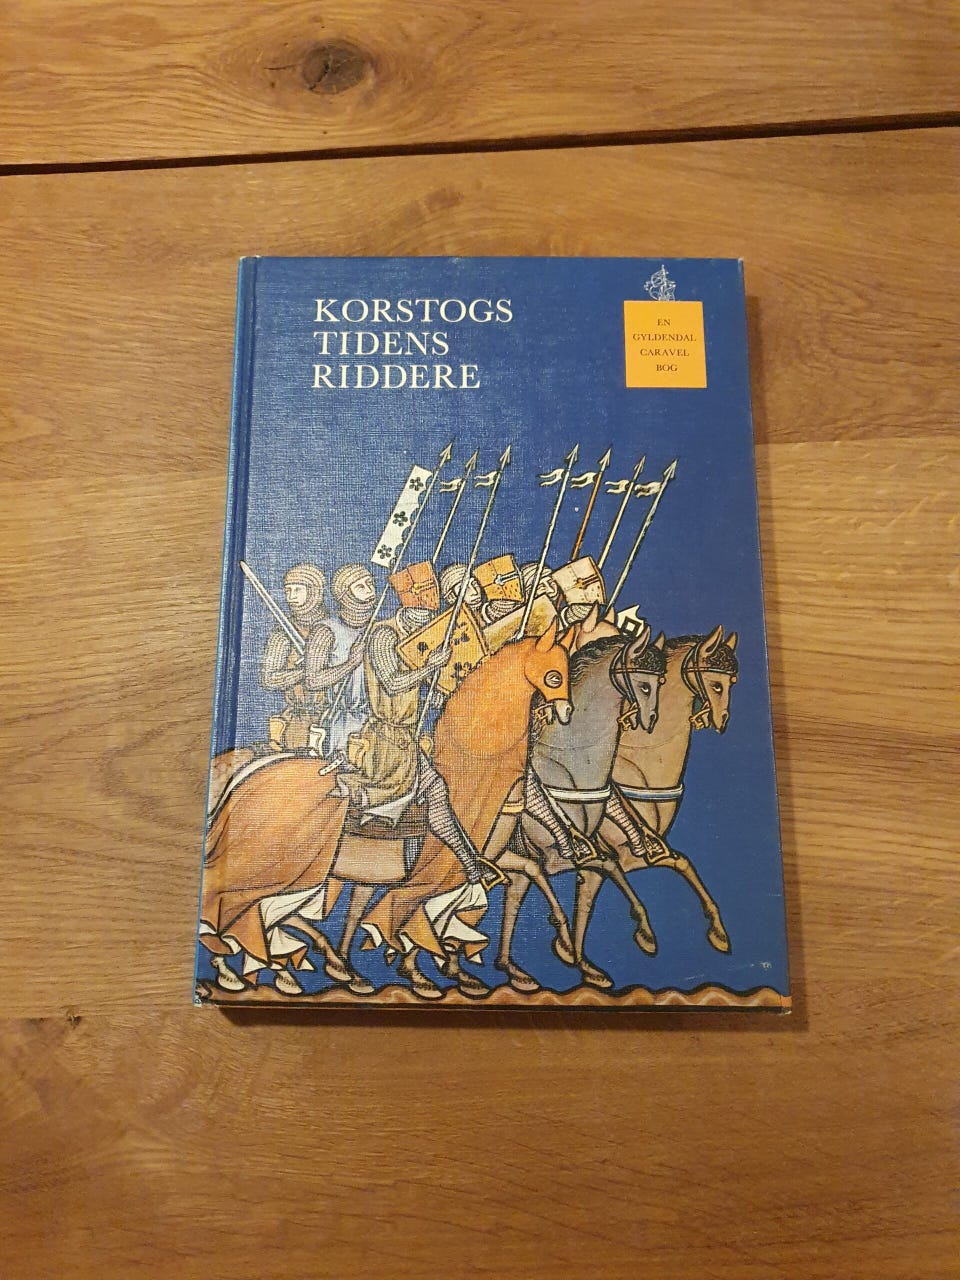 KORSTOGS
TIDENS
RIDDERE
EN
GYLDENDAL
CARAVEL
BOG